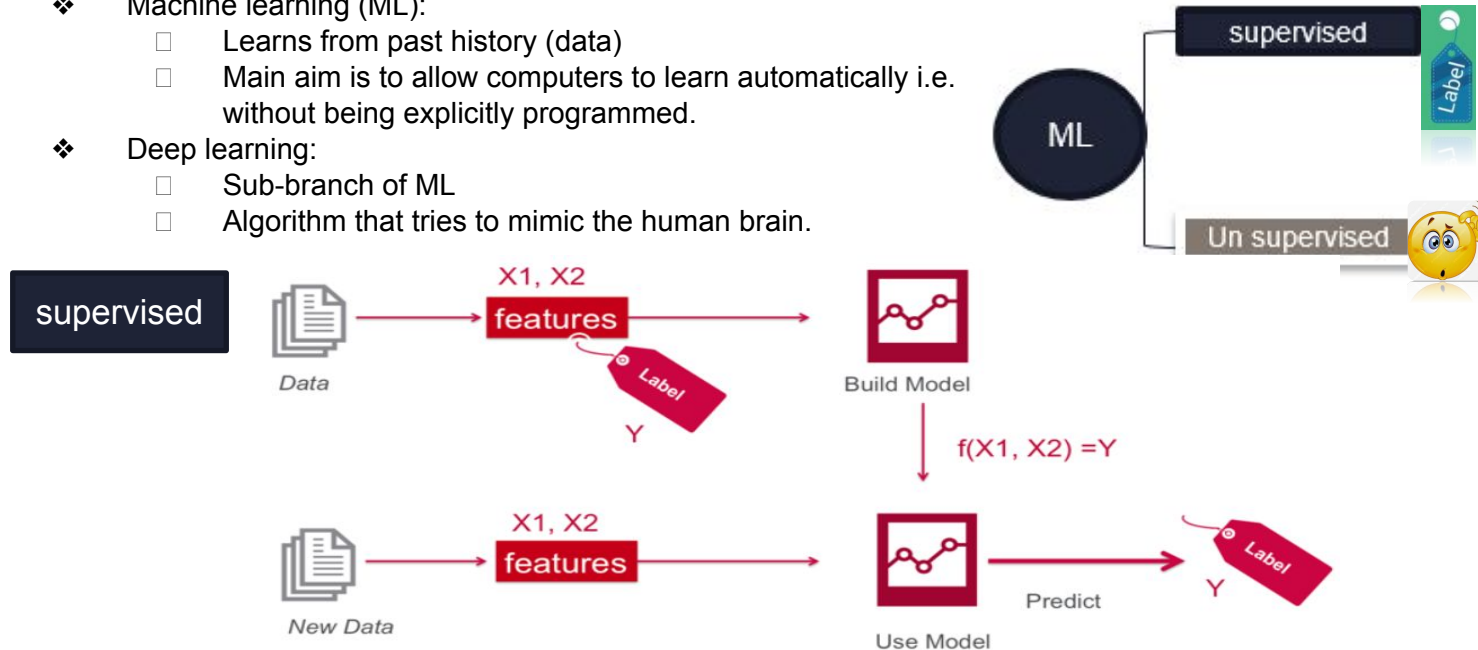 ❖ Machine learning (ML):
□ Learns from past history (data)
□ Main aim is to allow computers to learn automatically i.e.
without being explicitly programmed.
❖ Deep learning:
□ Sub-branch of ML
□ Algorithm that tries to mimic the human brain.
ML
supervised
Label
Un supervised
supervised
Data
X1, X2
features
Label
Y
Build Model
f(X1, X2) =Y
New Data
X1, X2
features
Use Model
Predict
Label
Y